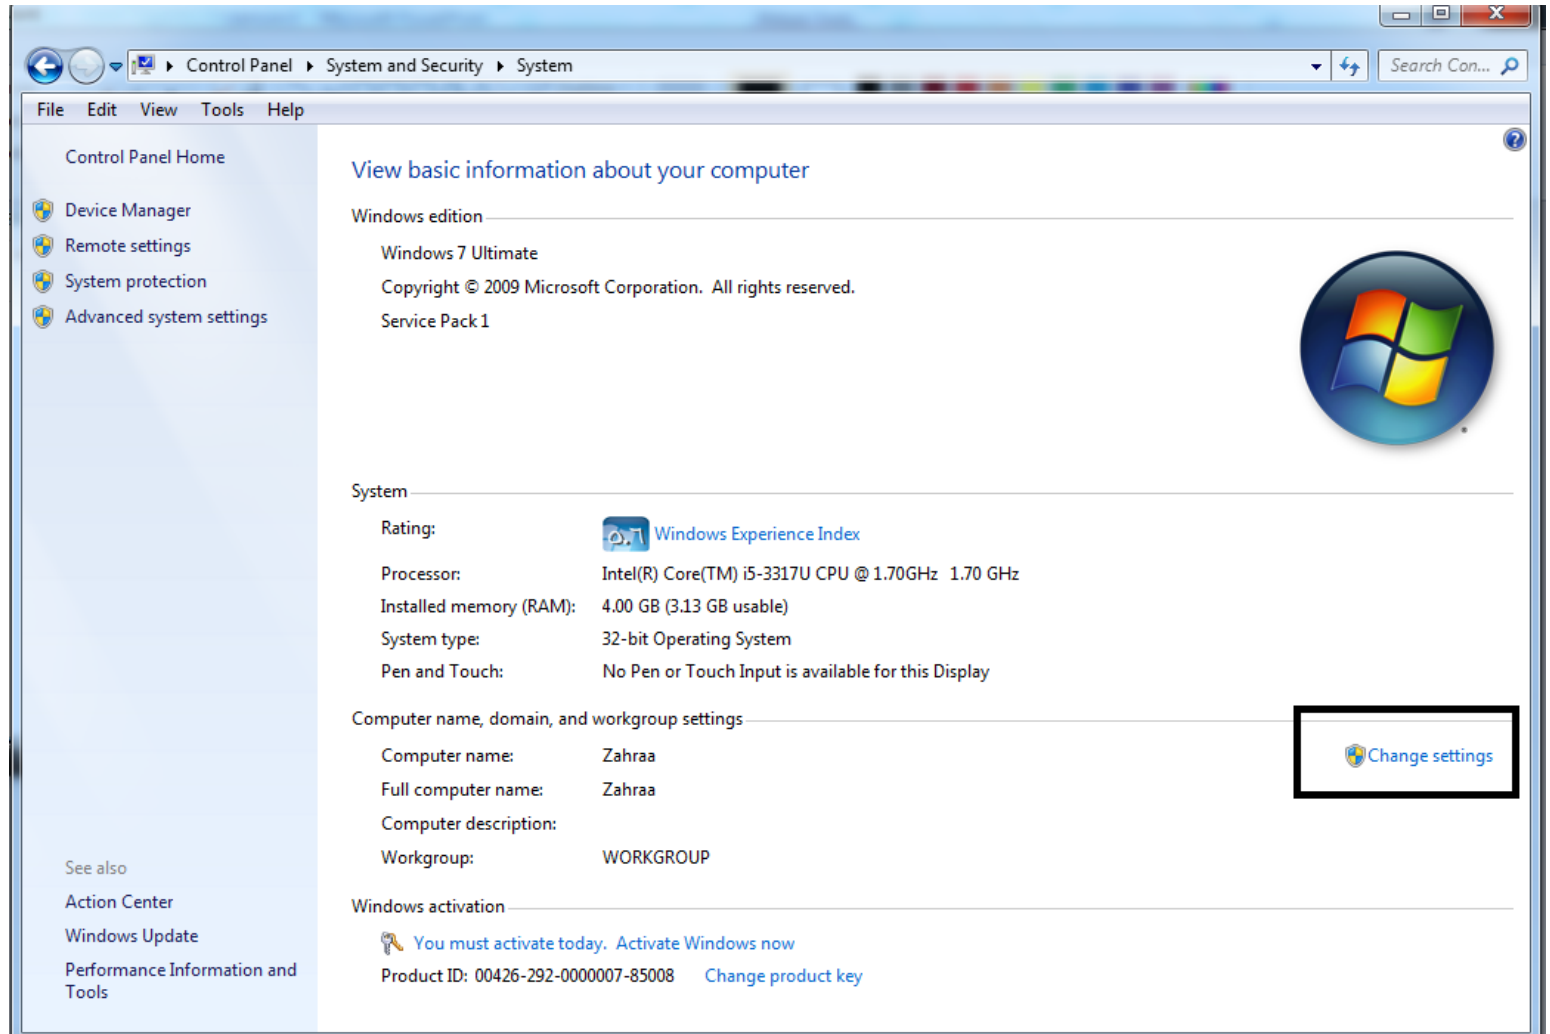 Control Panel ▸ System and Security ▸ System
Search Con...
File Edit View Tools Help
Control Panel Home
Device Manager
Remote settings
System protection
Advanced system settings
See also
Action Center
Windows Update
Performance Information and
Tools
View basic information about your computer
Windows edition
Windows 7 Ultimate
Copyright © 2009 Microsoft Corporation. All rights reserved.
Service Pack 1
System
Rating: ٥.٦ Windows Experience Index
Processor: Intel(R) Core(TM) i5-3317U CPU @ 1.70GHz 1.70 GHz
Installed memory (RAM): 4.00 GB (3.13 GB usable)
System type: 32-bit Operating System
Pen and Touch: No Pen or Touch Input is available for this Display
Computer name, domain, and workgroup settings
Computer name: Zahraa Change settings
Full computer name: Zahraa
Computer description:
Workgroup: WORKGROUP
Windows activation
You must activate today. Activate Windows now
Product ID: 00426-292-0000007-85008 Change product key